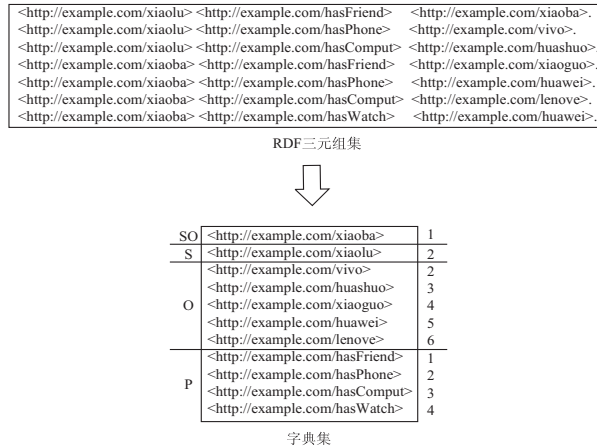 <http://example.com/xiaolu> <http://example.com/hasFriend> <http://example.com/xiaoba>.
<http://example.com/xiaolu> <http://example.com/hasPhone> <http://example.com/vivo>.
<http://example.com/xiaolu> <http://example.com/hasComput> <http://example.com/huashuo>.
<http://example.com/xiaoba> <http://example.com/hasFriend> <http://example.com/xiaoguo>.
<http://example.com/xiaoba> <http://example.com/hasPhone> <http://example.com/huawei>.
<http://example.com/xiaoba> <http://example.com/hasComput> <http://example.com/lenove>.
<http://example.com/xiaoba> <http://example.com/hasWatch> <http://example.com/huawei>.
RDF三元组集
SO <http://example.com/xiaoba> 1
S <http://example.com/xiaolu> 2
<http://example.com/vivo> 2
<http://example.com/huashuo> 3
O <http://example.com/xiaoguo> 4
<http://example.com/huawei> 5
<http://example.com/lenove> 6
<http://example.com/hasFriend> 1
P <http://example.com/hasPhone> 2
<http://example.com/hasComput> 3
<http://example.com/hasWatch> 4
字典集